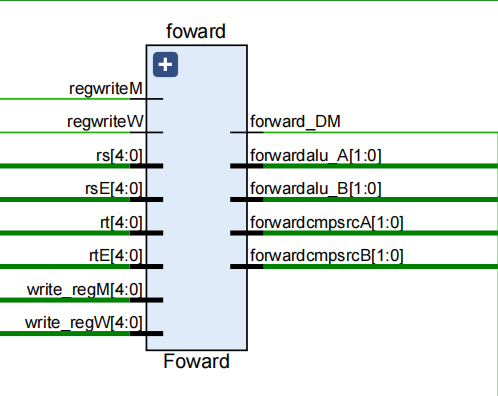 foward
regwriteM
regwriteW
forward_DM
rs[4:0]
forwardalu_A[1:0]
rsE[4:0]
forwardalu_B[1:0]
rt[4:0]
forwardcmpsrcA[1:0]
rtE[4:0]
forwardcmpsrcB[1:0]
write_regM[4:0]
write_regW[4:0]
Foward